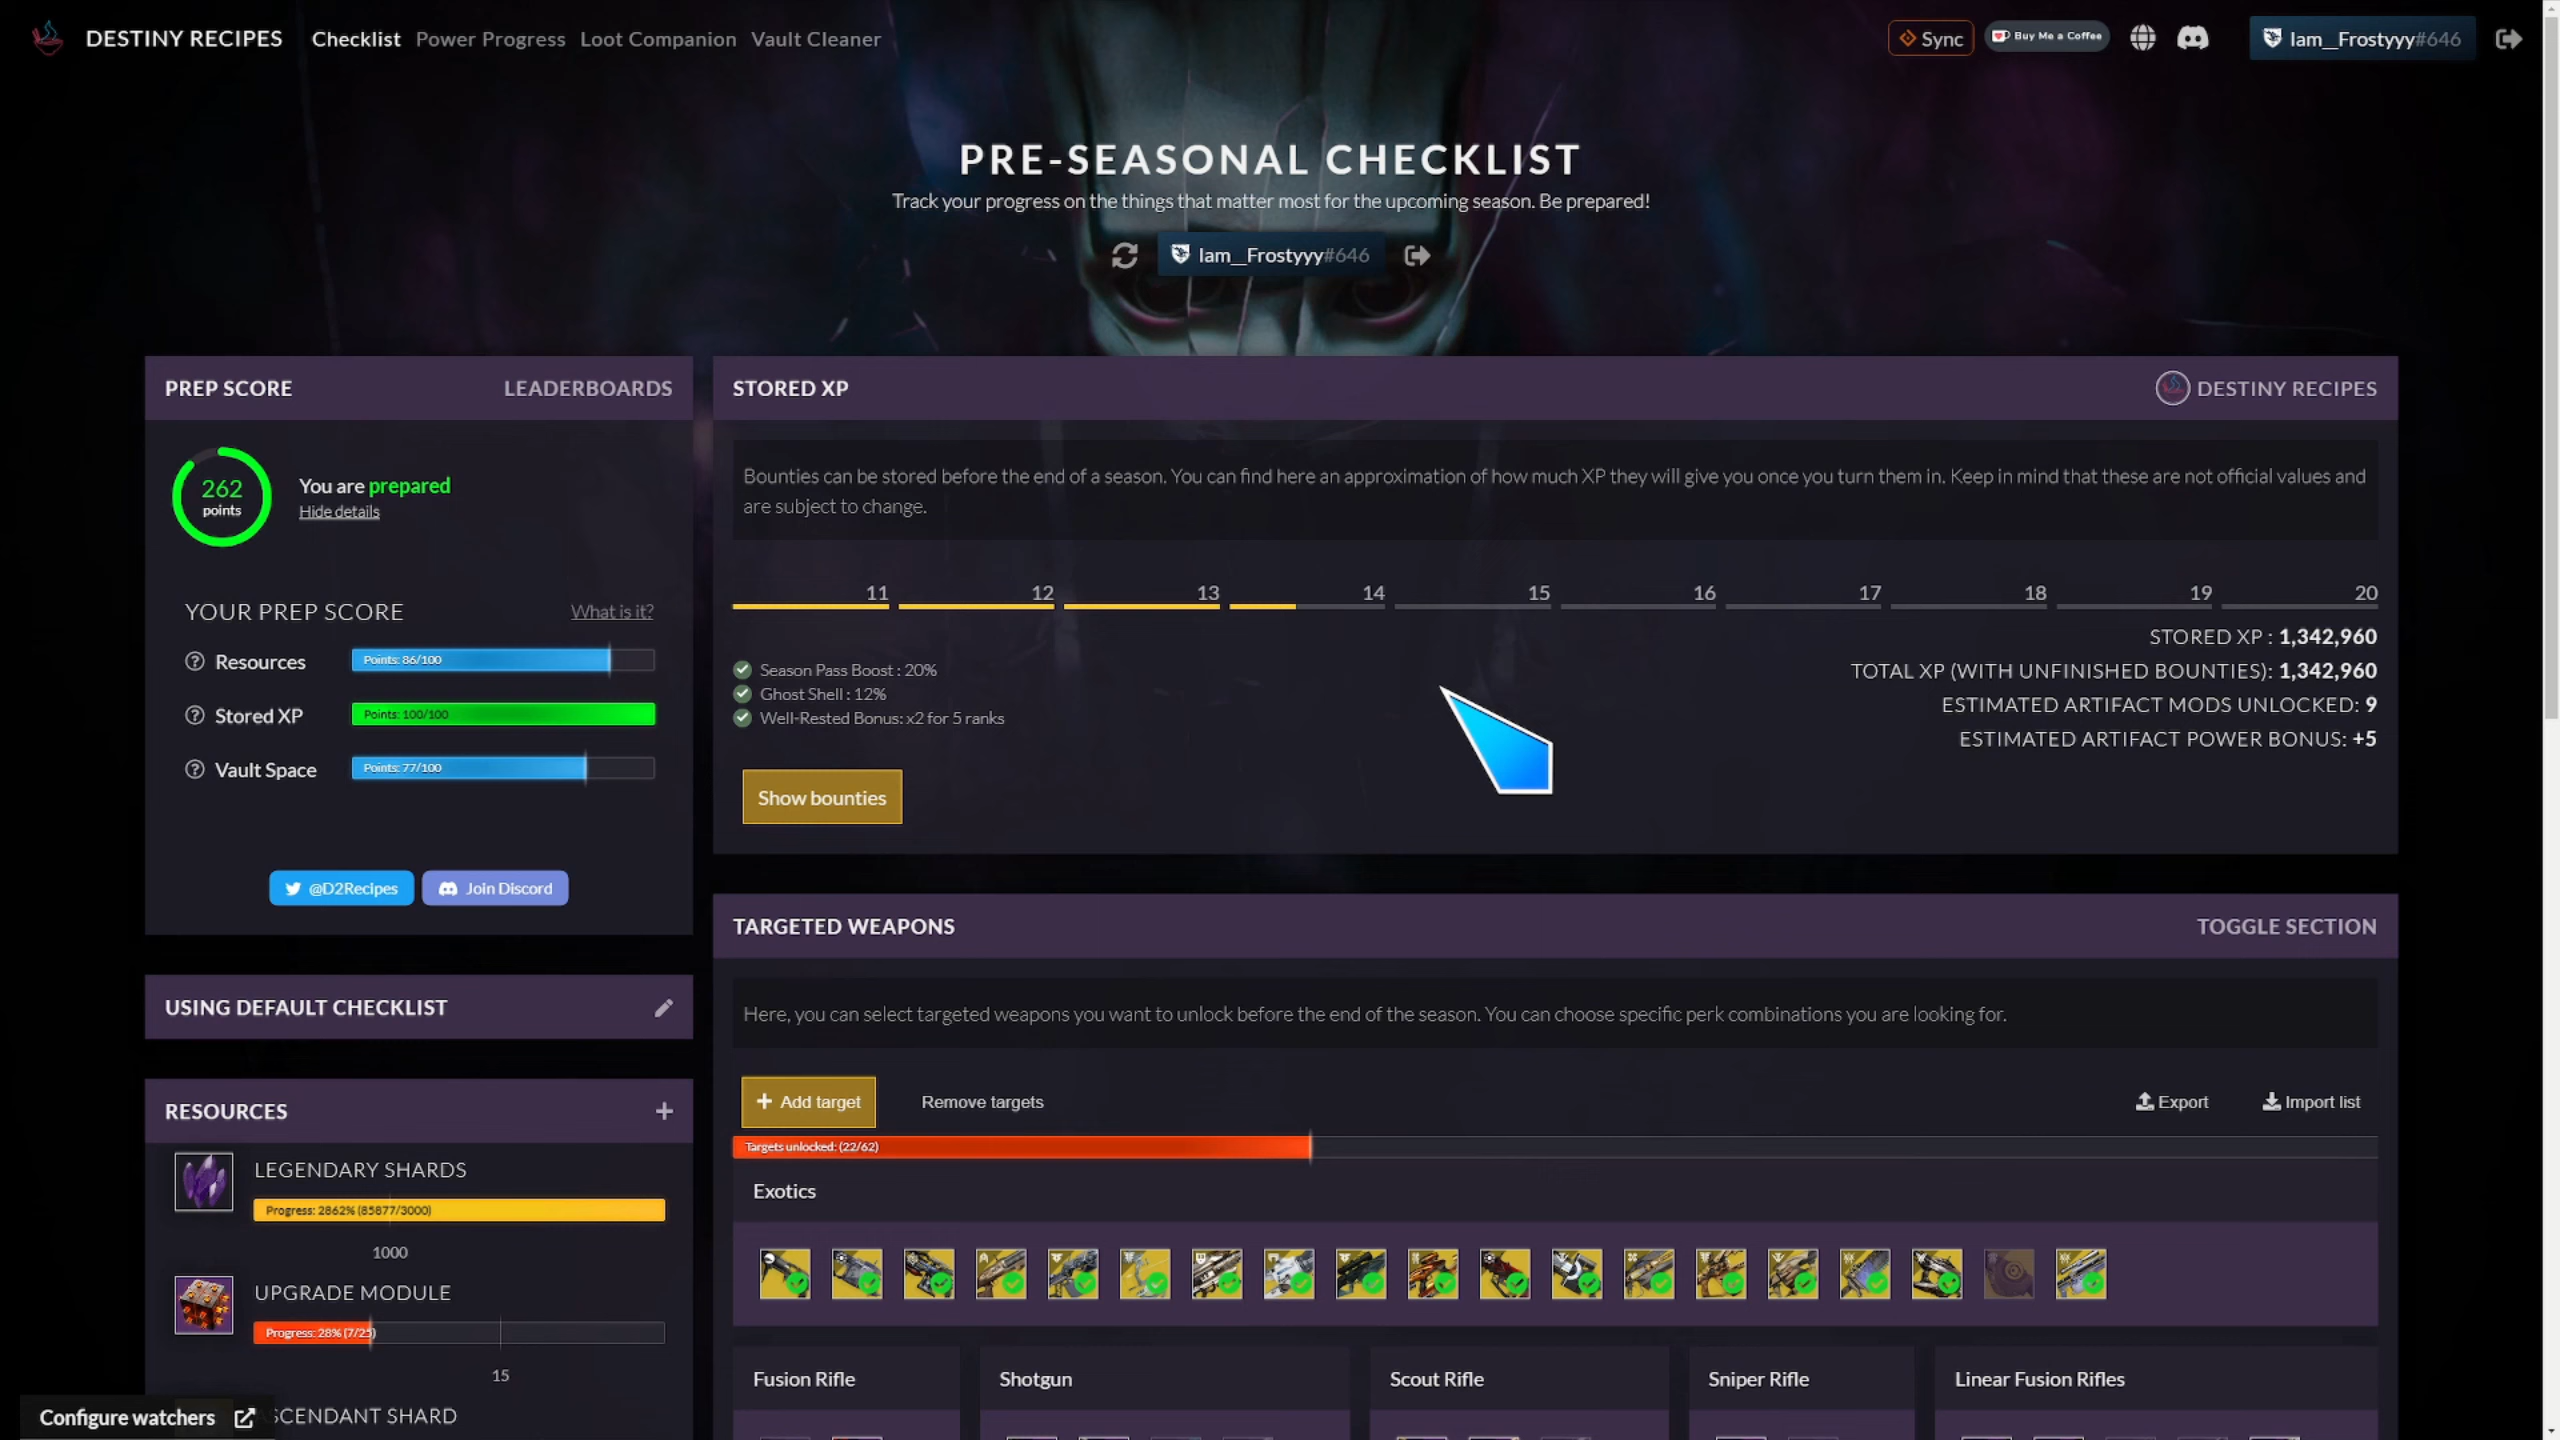 DESTINY RECIPES Checklist Power Progress Loot Companion Vault Cleaner Sync Buy Me a Coffee Iam__Frostyyy#646
PRE-SEASONAL CHECKLIST
Track your progress on the things that matter most for the upcoming season. Be prepared!
Iam__Frostyyy#646
PREP SCORE LEADERBOARDS
262
points
You are prepared
Hide details
YOUR PREP SCORE What is it?
Resources Points: 86/100
Stored XP Points: 100/100
Vault Space Points: 77/100
@D2Recipes Join Discord
USING DEFAULT CHECKLIST
RESOURCES +
LEGENDARY SHARDS
Progress: 2862% (85877/3000)
1000
UPGRADE MODULE
Progress: 28% (7/25)
15
Configure watchers
SCENDANT SHARD
STORED XP DESTINY RECIPES
Bounties can be stored before the end of a season. You can find here an approximation of how much XP they will give you once you turn them in. Keep in mind that these are not official values and
are subject to change.
11 12 13 14 15 16 17 18 19 20
STORED XP : 1,342,960
TOTAL XP (WITH UNFINISHED BOUNTIES): 1,342,960
ESTIMATED ARTIFACT MODS UNLOCKED: 9
ESTIMATED ARTIFACT POWER BONUS: +5
Season Pass Boost : 20%
Ghost Shell : 12%
Well-Rested Bonus: x2 for 5 ranks
Show bounties
TARGETED WEAPONS TOGGLE SECTION
Here, you can select targeted weapons you want to unlock before the end of the season. You can choose specific perk combinations you are looking for.
+ Add target Remove targets Export Import list
Targets unlocked: (22/62)
Exotics
Fusion Rifle Shotgun Scout Rifle Sniper Rifle Linear Fusion Rifles